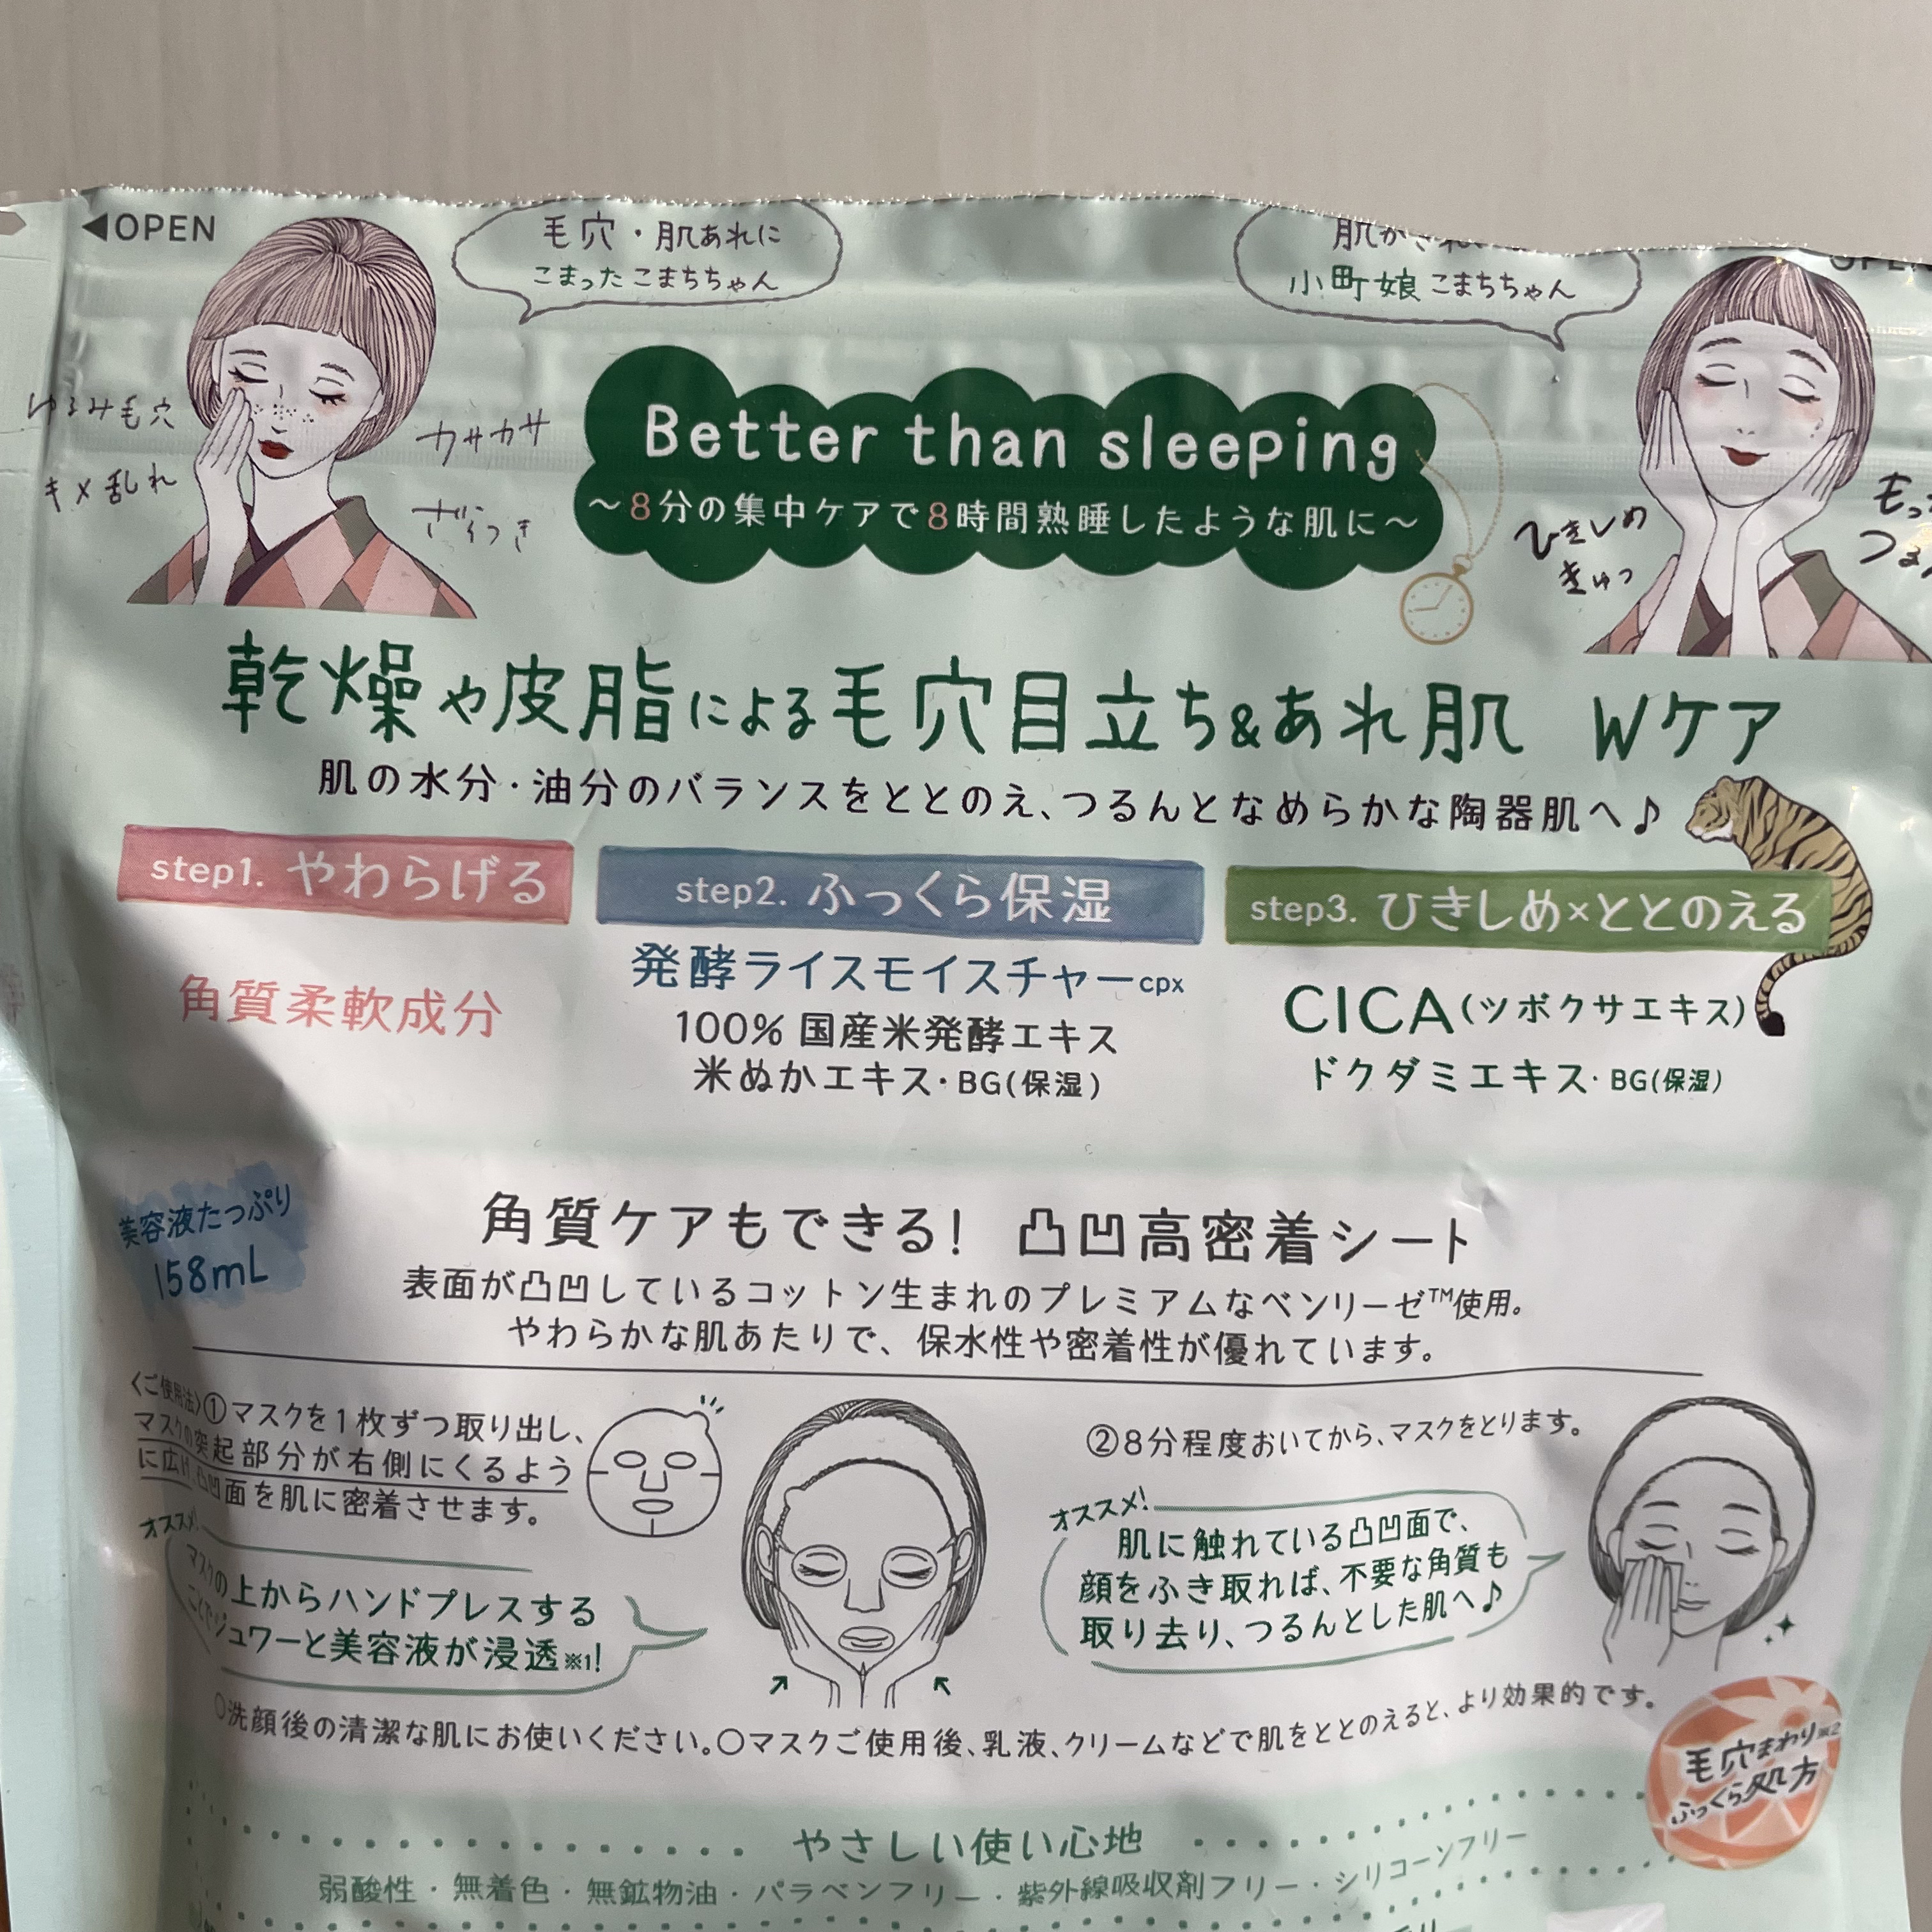 ◀OPEN
毛穴・肌あれに
こまった こまちちゃん
小町娘 こまちちゃん
ゆるみ毛穴
キメ乱れ
カサカサ
ざらつき
Better than sleeping
～8分の集中ケアで8時間熟睡したような肌に～
ひきしめ
きゅっ
乾燥や皮脂による毛穴目立ち&あれ肌 Wケア
肌の水分・油分のバランスをととのえ、つるんとなめらかな陶器肌へ♪
step1. やわらげる
角質柔軟成分
step2. ふっくら保湿
発酵ライスモイスチャーcpx
100% 国産米発酵エキス
米ぬかエキス・BG(保湿)
step3. ひきしめ×ととのえる
CICA(ツボクサエキス)
ドクダミエキス・BG(保湿)
美容液たっぷり
158mL
角質ケアもできる! 凸凹高密着シート
表面が凸凹しているコットン生まれのプレミアムなベンリーゼ™使用。
やわらかな肌あたりで、保水性や密着性が優れています。
〈ご使用法〉①マスクを1枚ずつ取り出し、
マスクの突起部分が右側にくるよう
に広げ、凸凹面を肌に密着させます。
オススメ!
マスクの上からハンドプレスする
ことでジュワーと美容液が浸透※1!
②8分程度おいてから、マスクをとります。
オススメ!
肌に触れている凸凹面で、
顔をふき取れば、不要な角質も
取り去り、つるんとした肌へ♪
○洗顔後の清潔な肌にお使いください。○マスクご使用後、乳液、クリームなどで肌をととのえると、より効果的です。
毛穴まわり※2
ふっくら処方
やさしい使い心地
弱酸性・無着色・無鉱物油・パラベンフリー・紫外線吸収剤フリー・シリコーンフリー